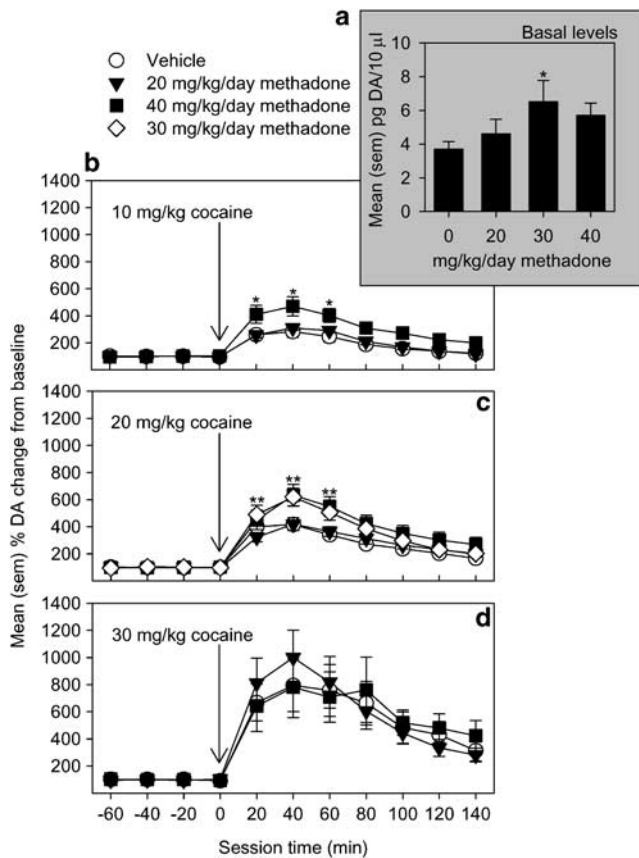 a
Basal levels
Mean (sem) pg DA/10 µl
10
8
6
4
2
0
*
0 20 30 40
mg/kg/day methadone
Vehicle
20 mg/kg/day methadone
40 mg/kg/day methadone
30 mg/kg/day methadone
b
1400
1200
1000
800
600
400
200
10 mg/kg cocaine
* * *
Mean (sem) % DA change from baseline
c
1400
1200
1000
800
600
400
200
20 mg/kg cocaine
** ** **
d
1400
1200
1000
800
600
400
200
30 mg/kg cocaine
-60 -40 -20 0 20 40 60 80 100 120 140
Session time (min)